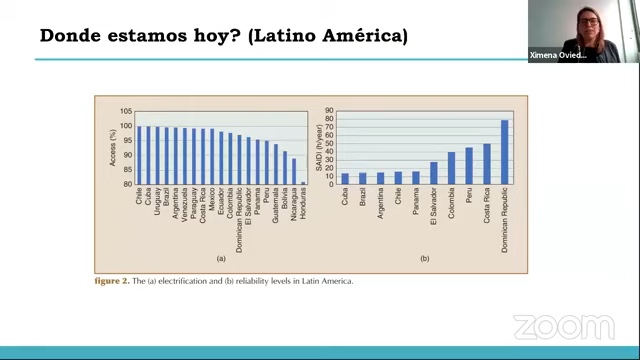 Donde estamos hoy? (Latino América)
Ximena Ovied...
105
100
95
90
85
80
Access (%)
Chile
Cuba
Uruguay
Brazil
Argentina
Venezuela
Paraguay
Costa Rica
Mexico
Ecuador
Colombia
Dominican Republic
El Salvador
Panama
Peru
Guatemala
Bolivia
Nicaragua
Honduras
(a)
90
80
70
60
50
40
30
20
10
0
SAIDI (h/year)
Cuba
Brazil
Argentina
Chile
Panama
El Salvador
Colombia
Peru
Costa Rica
Dominican Republic
(b)
figure 2. The (a) electrification and (b) reliability levels in Latin America.
zoom